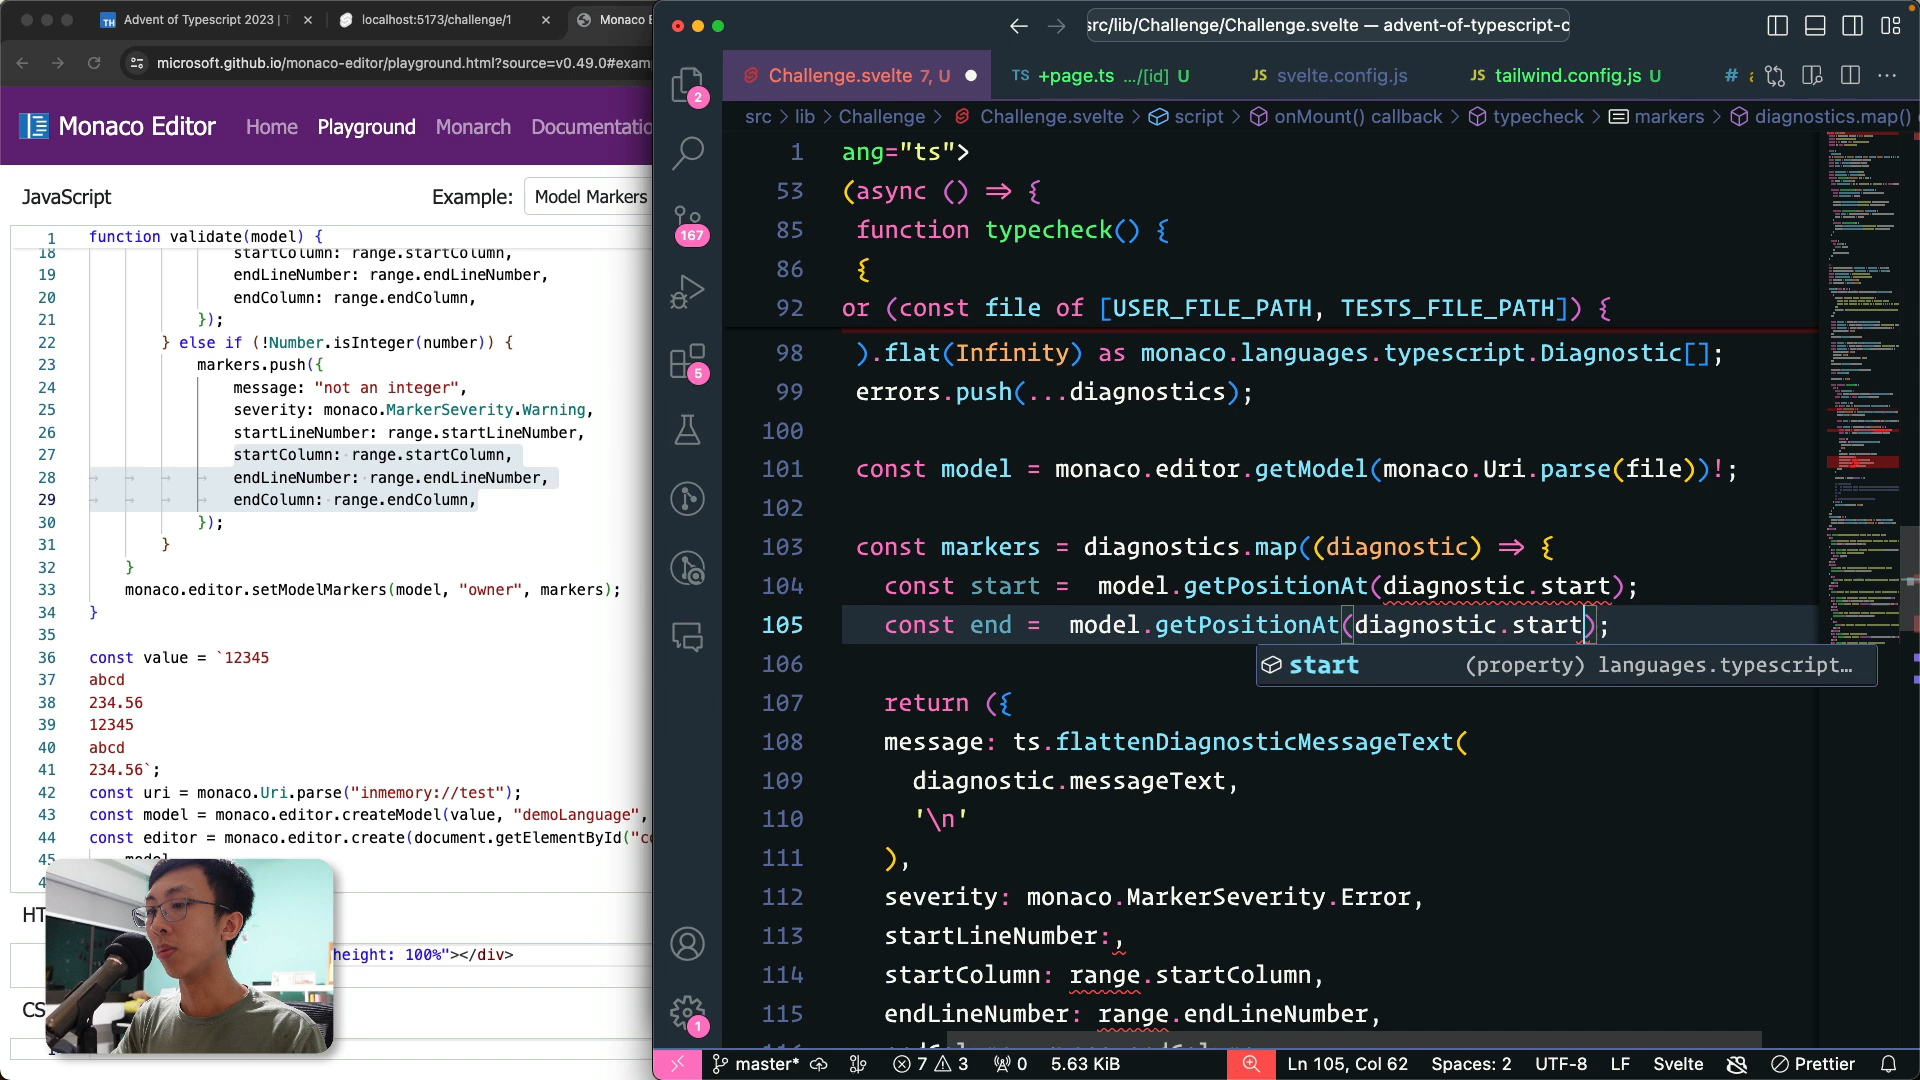 Advent of Typescript 2023 | T
localhost:5173/challenge/1
Monaco E
microsoft.github.io/monaco-editor/playground.html?source=v0.49.0#exam
Monaco Editor
Home
Playground
Monarch
Documentatio
JavaScript
Example:
Model Markers
1 function validate(model) {
18 startColumn: range.startColumn,
19 endLineNumber: range.endLineNumber,
20 endColumn: range.endColumn,
21 });
22 } else if (!Number.isInteger(number)) {
23 markers.push({
24 message: "not an integer",
25 severity: monaco.MarkerSeverity.Warning,
26 startLineNumber: range.startLineNumber,
27 startColumn: range.startColumn,
28 endLineNumber: range.endLineNumber,
29 endColumn: range.endColumn,
30 });
31 }
32 }
33 monaco.editor.setModelMarkers(model, "owner", markers);
34 }
35
36 const value = `12345
37 abcd
38 234.56
39 12345
40 abcd
41 234.56`;
42 const uri = monaco.Uri.parse("inmemory://test");
43 const model = monaco.editor.createModel(value, "demoLanguage",
44 const editor = monaco.editor.create(document.getElementById("c
45 model
4
HT
height: 100%"></div>
CS
src/lib/Challenge/Challenge.svelte — advent-of-typescript-c
Challenge.svelte 7, U
TS +page.ts .../[id] U
JS svelte.config.js
JS tailwind.config.js U
#
src > lib > Challenge > Challenge.svelte > script > onMount() callback > typecheck > markers > diagnostics.map()
2
167
5
1
1 ang="ts">
53 (async () => {
85 function typecheck() {
86 {
92 or (const file of [USER_FILE_PATH, TESTS_FILE_PATH]) {
98 ).flat(Infinity) as monaco.languages.typescript.Diagnostic[];
99 errors.push(...diagnostics);
100
101 const model = monaco.editor.getModel(monaco.Uri.parse(file))!;
102
103 const markers = diagnostics.map((diagnostic) => {
104 const start =  model.getPositionAt(diagnostic.start);
105 const end =  model.getPositionAt(diagnostic.start);
106
start (property) languages.typescript…
107 return ({
108 message: ts.flattenDiagnosticMessageText(
109 diagnostic.messageText,
110 '\n'
111 ),
112 severity: monaco.MarkerSeverity.Error,
113 startLineNumber:,
114 startColumn: range.startColumn,
115 endLineNumber: range.endLineNumber,
master*
7
3
0
5.63 KiB
Ln 105, Col 62
Spaces: 2
UTF-8
LF
Svelte
Prettier